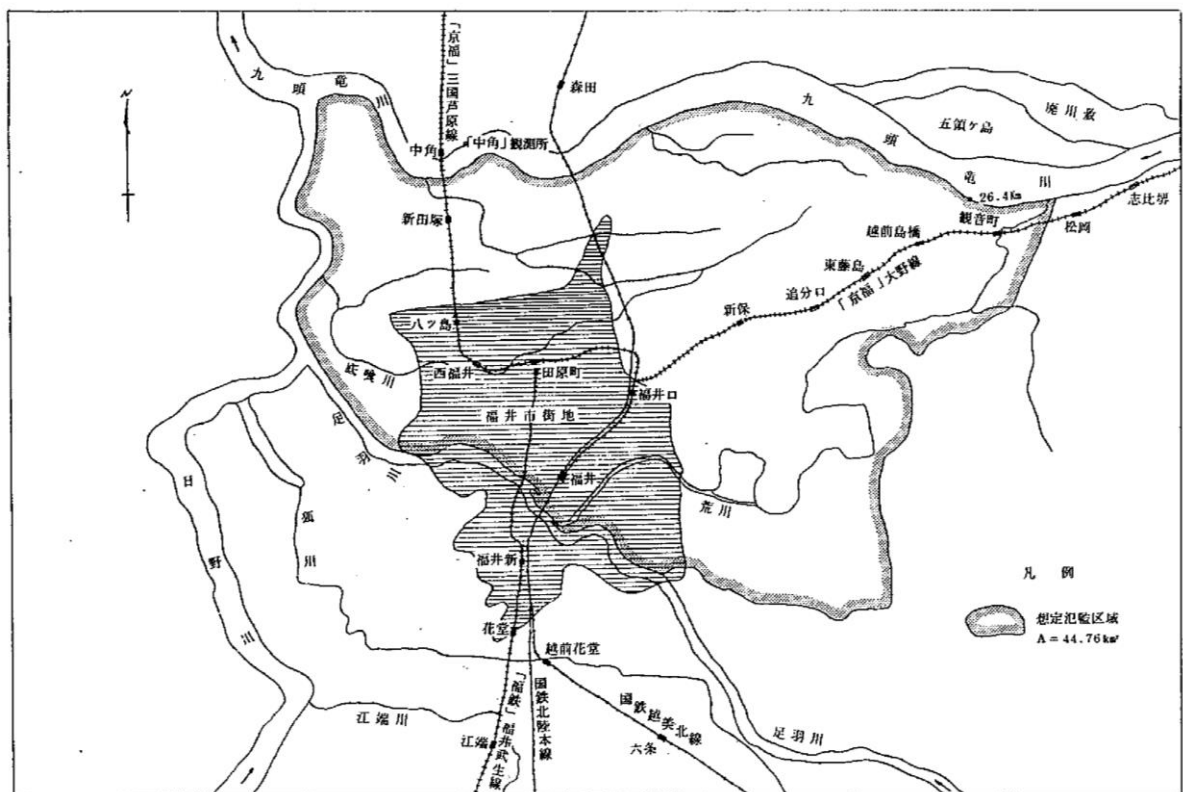 「京福」三国芦原線
九頭竜川
N
森田
中角
「中角」観測所
九頭竜川
五領ケ島
廃川敷
26.4Km
志比堺
松岡
観音町
越前島橋
東藤島
「京福」大野線
追分口
新保
新田塚
八ツ島
西福井
田原町
福井口
底喰川
福井市街地
足羽川
福井
荒川
日野川
狐川
福井新
花堂
越前花堂
「福鉄」福井武生線
国鉄北陸本線
国鉄越美北線
六条
江端川
江端
足羽川
凡例
想定氾濫区域
A = 44.76km²